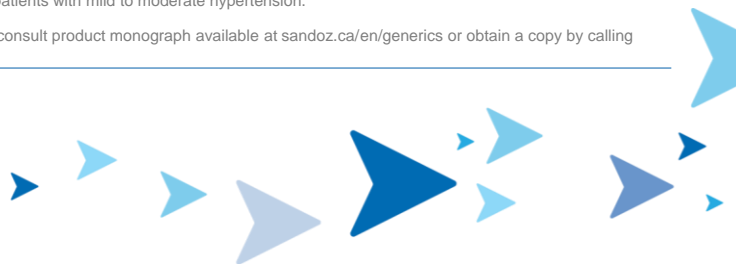 patients with mild to moderate hypertension.
consult product monograph available at sandoz.ca/en/generics or obtain a copy by calling